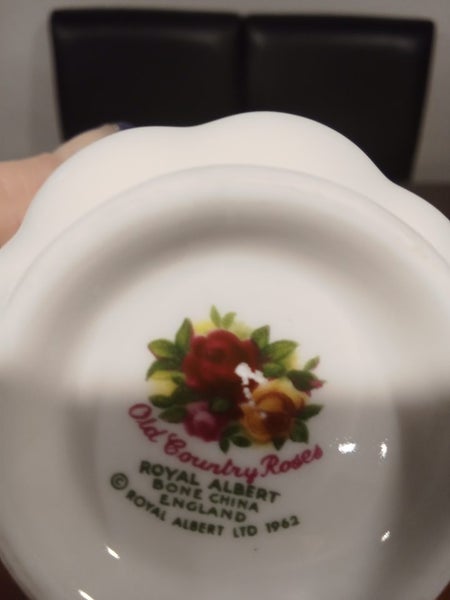 Old Country Roses
ROYAL ALBERT
BONE CHINA
ENGLAND
© ROYAL ALBERT LTD 1962